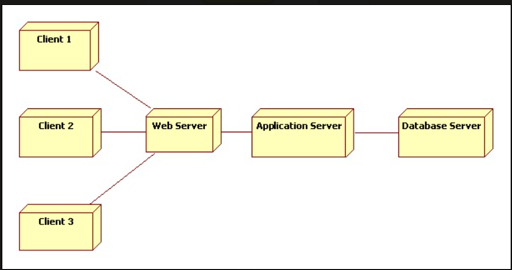 Client 1
Client 2
Web Server
Application Server
Database Server
Client 3